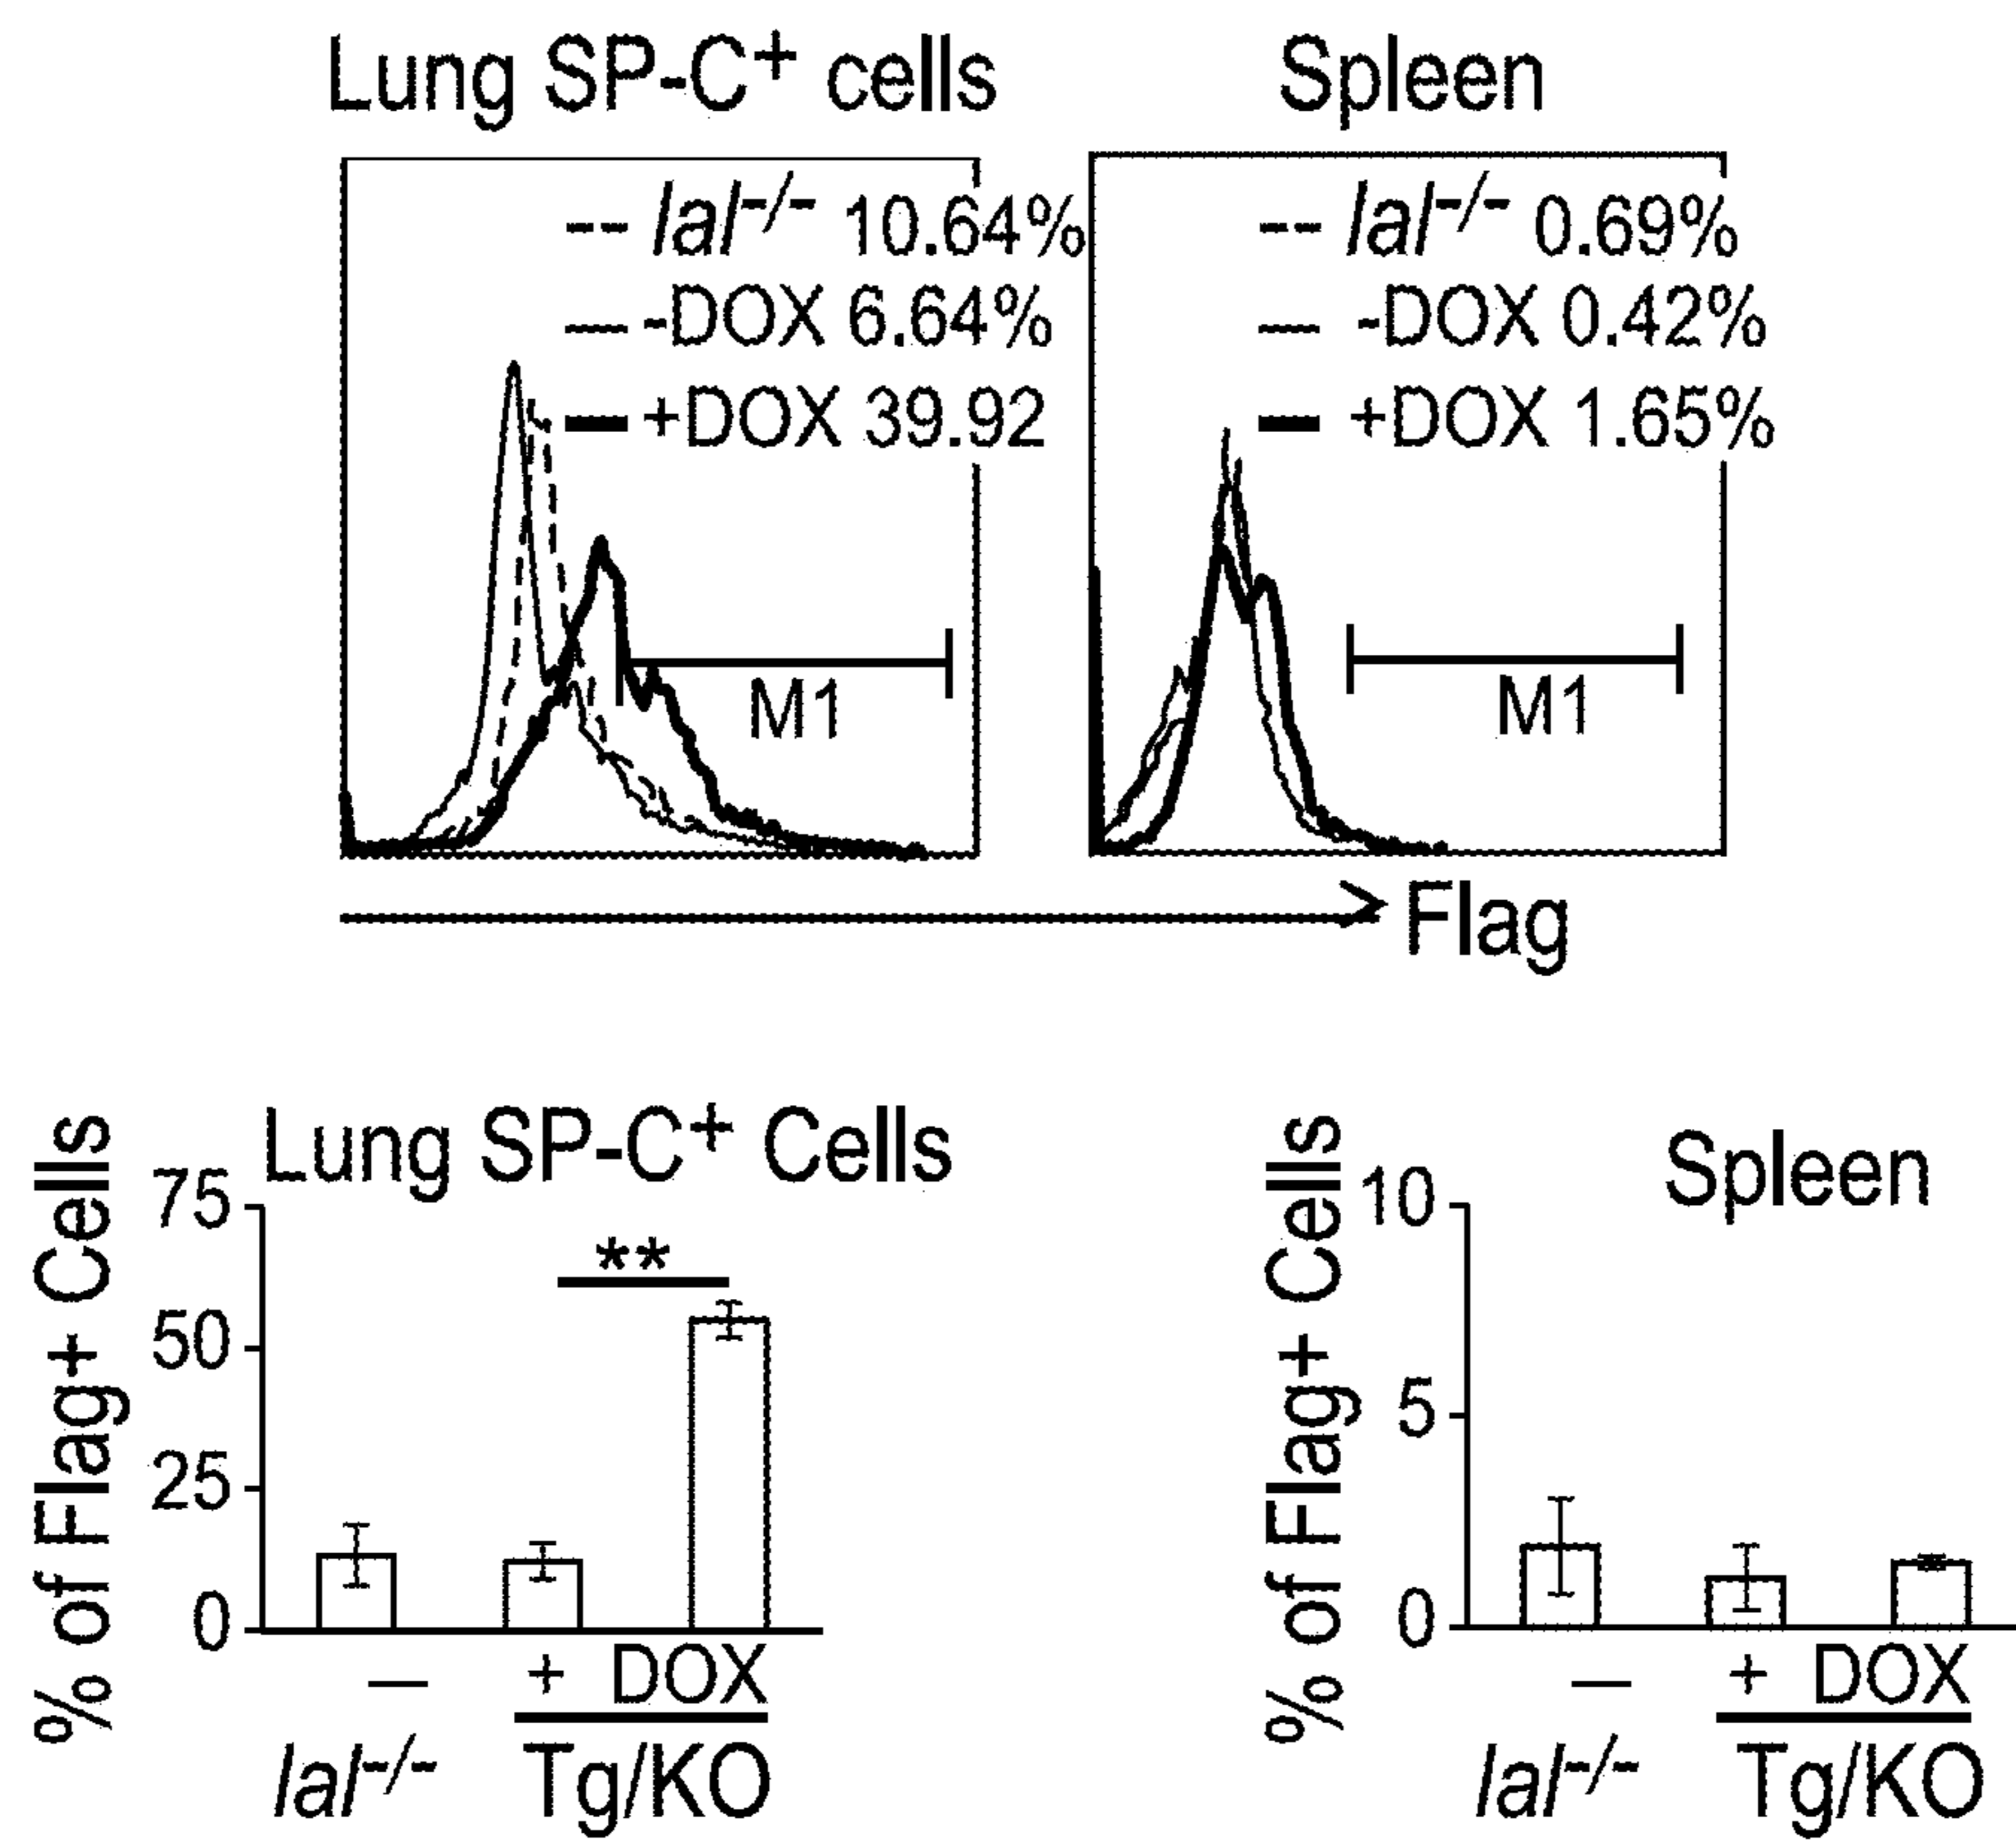 Lung SP-C⁺ cells
lal⁻/⁻ 10.64%
-DOX 6.64%
+DOX 39.92
M1
Spleen
lal⁻/⁻ 0.69%
-DOX 0.42%
+DOX 1.65%
M1
Flag
Lung SP-C⁺ Cells
% of Flag+ Cells
75
50
25
0
**
— + DOX
lal⁻/⁻ Tg/KO
Spleen
% of Flag+ Cells
10
5
0
— + DOX
lal⁻/⁻ Tg/KO